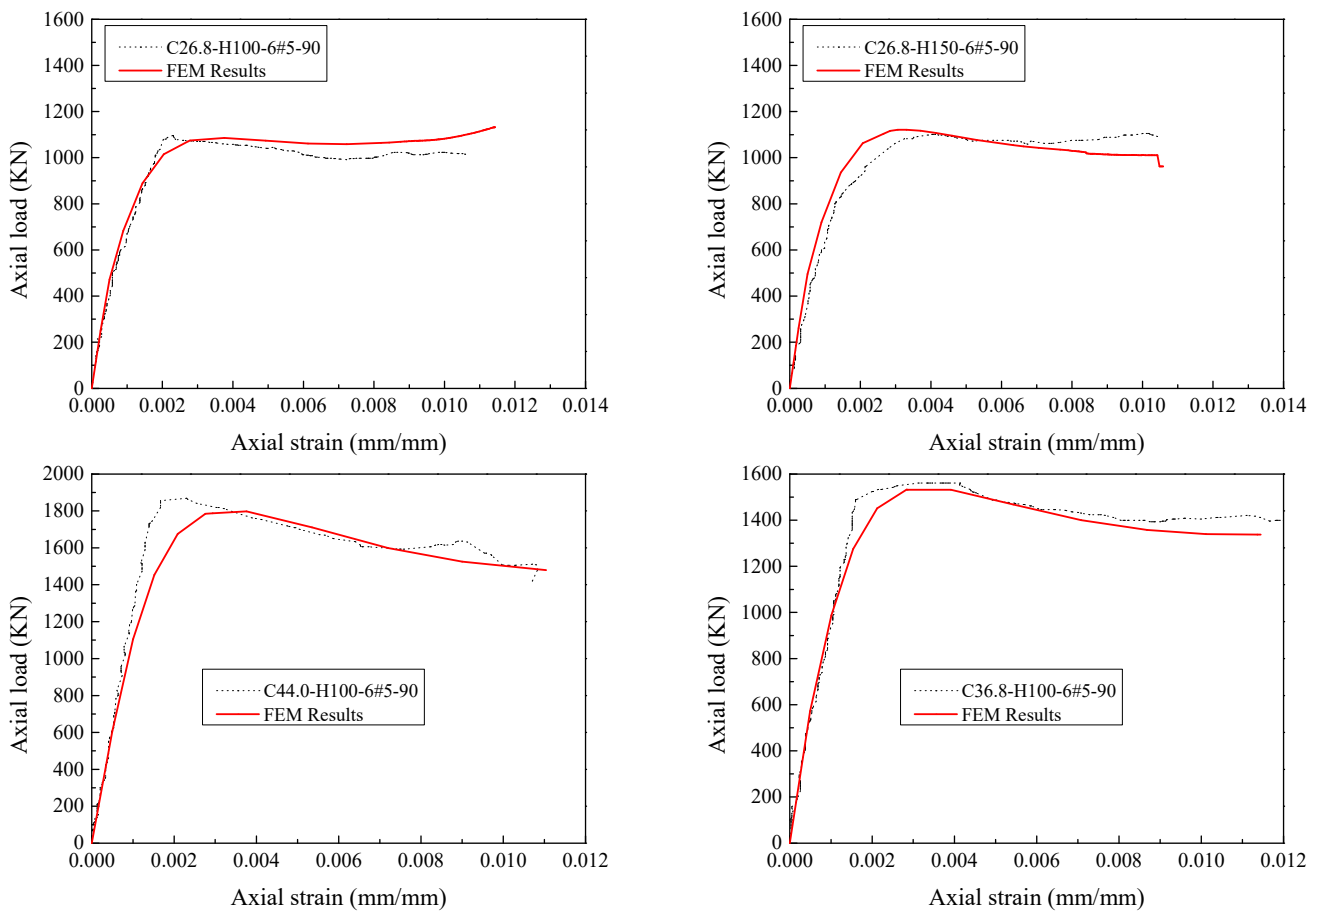 1600
1400
1200
1000
800
600
400
200
0
Axial load (KN)
C26.8-H100-6#5-90
FEM Results
0.000 0.002 0.004 0.006 0.008 0.010 0.012 0.014
Axial strain (mm/mm)
1600
1400
1200
1000
800
600
400
200
0
Axial load (KN)
C26.8-H150-6#5-90
FEM Results
0.000 0.002 0.004 0.006 0.008 0.010 0.012 0.014
Axial strain (mm/mm)
2000
1800
1600
1400
1200
1000
800
600
400
200
0
Axial load (KN)
C44.0-H100-6#5-90
FEM Results
0.000 0.002 0.004 0.006 0.008 0.010 0.012
Axial strain (mm/mm)
1600
1400
1200
1000
800
600
400
200
0
Axial load (KN)
C36.8-H100-6#5-90
FEM Results
0.000 0.002 0.004 0.006 0.008 0.010 0.012
Axial strain (mm/mm)